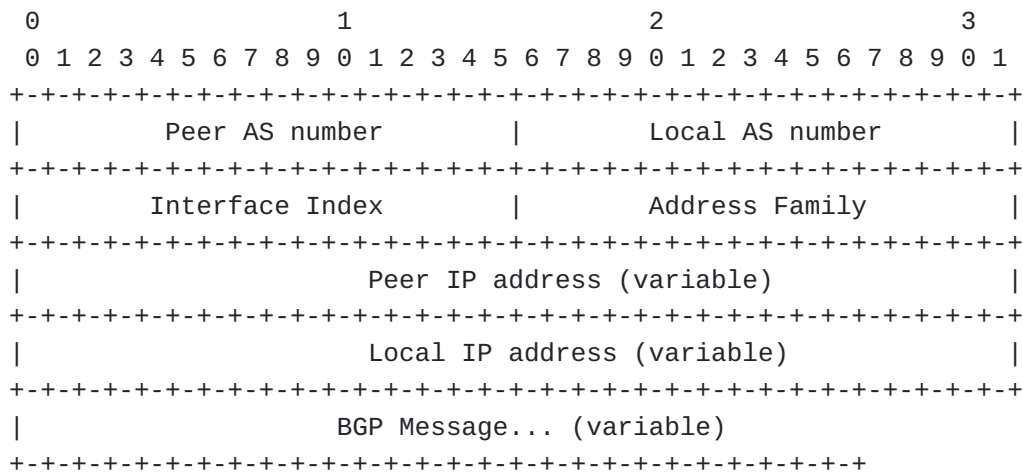 0                   1                   2                   3
0 1 2 3 4 5 6 7 8 9 0 1 2 3 4 5 6 7 8 9 0 1 2 3 4 5 6 7 8 9 0 1
+-+-+-+-+-+-+-+-+-+-+-+-+-+-+-+-+-+-+-+-+-+-+-+-+-+-+-+-+-+-+-+-+
|         Peer AS number        |        Local AS number        |
+-+-+-+-+-+-+-+-+-+-+-+-+-+-+-+-+-+-+-+-+-+-+-+-+-+-+-+-+-+-+-+-+
|        Interface Index        |        Address Family         |
+-+-+-+-+-+-+-+-+-+-+-+-+-+-+-+-+-+-+-+-+-+-+-+-+-+-+-+-+-+-+-+-+
|                      Peer IP address (variable)               |
+-+-+-+-+-+-+-+-+-+-+-+-+-+-+-+-+-+-+-+-+-+-+-+-+-+-+-+-+-+-+-+-+
|                      Local IP address (variable)              |
+-+-+-+-+-+-+-+-+-+-+-+-+-+-+-+-+-+-+-+-+-+-+-+-+-+-+-+-+-+-+-+-+
|                    BGP Message... (variable)
+-+-+-+-+-+-+-+-+-+-+-+-+-+-+-+-+-+-+-+-+-+-+-+-+-+-+-+